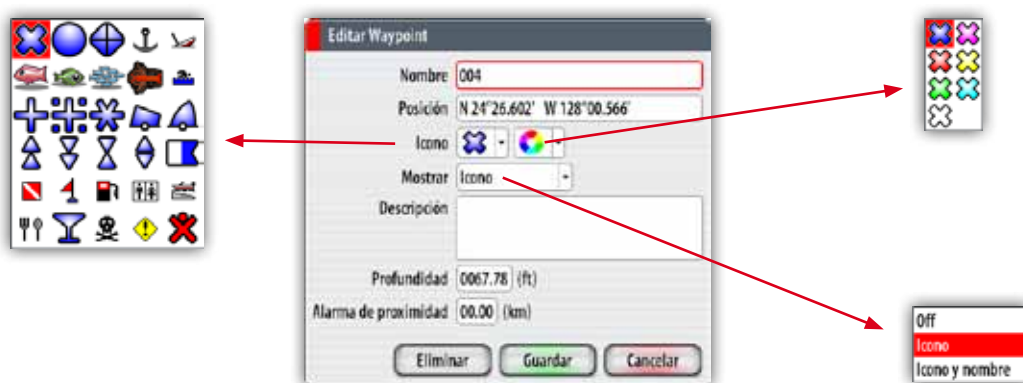 Editar Waypoint
Nombre 004
Posición N 24°26.602' W 128°00.566'
Icono
Mostrar Icono
Descripción
Profundidad 0067.78 (ft)
Alarma de proximidad 00.00 (km)
Eliminar Guardar Cancelar
Off
Icono
Icono y nombre